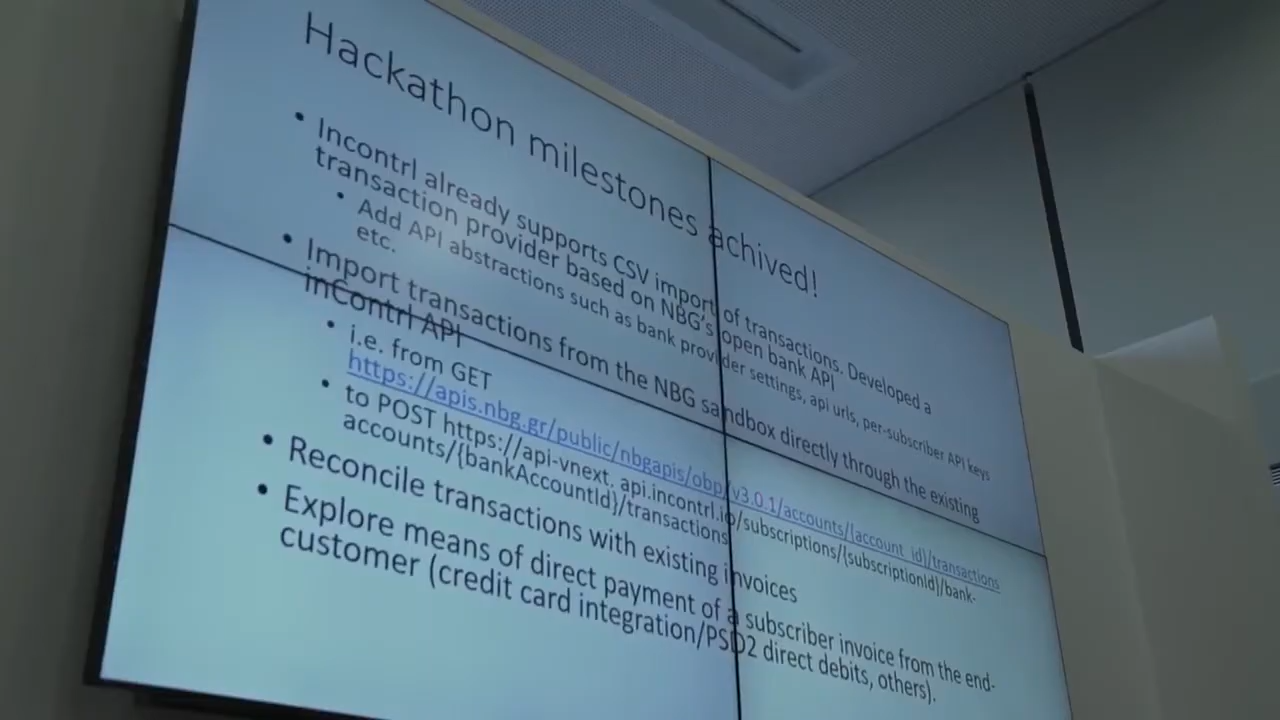 Hackathon milestones achived!
• Incontrl already supports CSV import of transactions. Developed a
transaction provider based on NBG's open bank API
• Add API abstractions such as bank provider settings, api urls, per-subscriber API keys
etc.
• Import transactions from the NBG sandbox directly through the existing
inContrl API
• i.e. from GET
https://apis.nbg.gr/public/nbgapis/obp/v3.0.1/accounts/{account_id}/transactions
• to POST https://api-vnext. api.incontrl.io/subscriptions/{subscriptionId}/bank-
accounts/{bankAccountId}/transactions
• Reconcile transactions with existing invoices
• Explore means of direct payment of a subscriber invoice from the end-
customer (credit card integration/PSD2 direct debits, others).